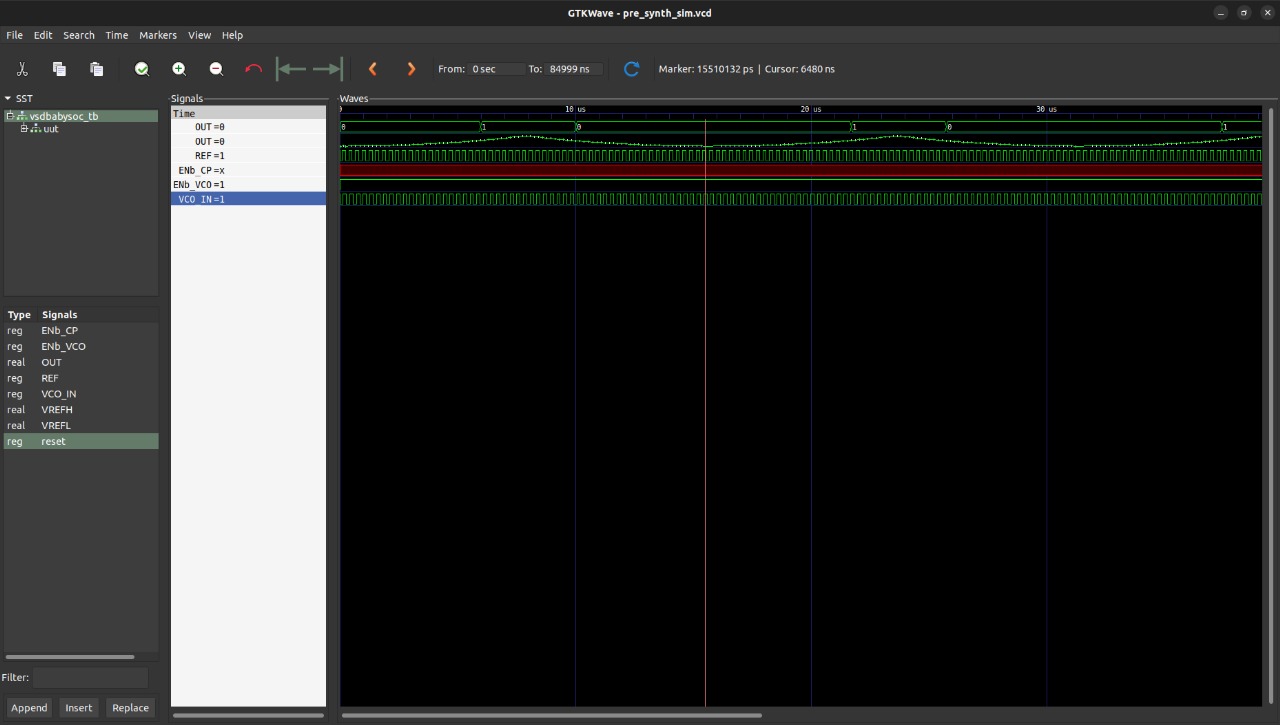 GTKWave - pre_synth_sim.vcd
File Edit Search Time Markers View Help
From: 0 sec To: 84999 ns Marker: 15510132 ps | Cursor: 6480 ns
SST
vsdbabysoc_tb
uut
Type Signals
reg ENb_CP
reg ENb_VCO
real OUT
reg REF
reg VCO_IN
real VREFH
real VREFL
reg reset
Filter:
Append Insert Replace
Signals
Time
OUT=0
OUT=0
REF=1
ENb_CP=x
ENb_VCO=1
VCO_IN=1
Waves
0 10 us 20 us 30 us
0 1 0 1 0 1